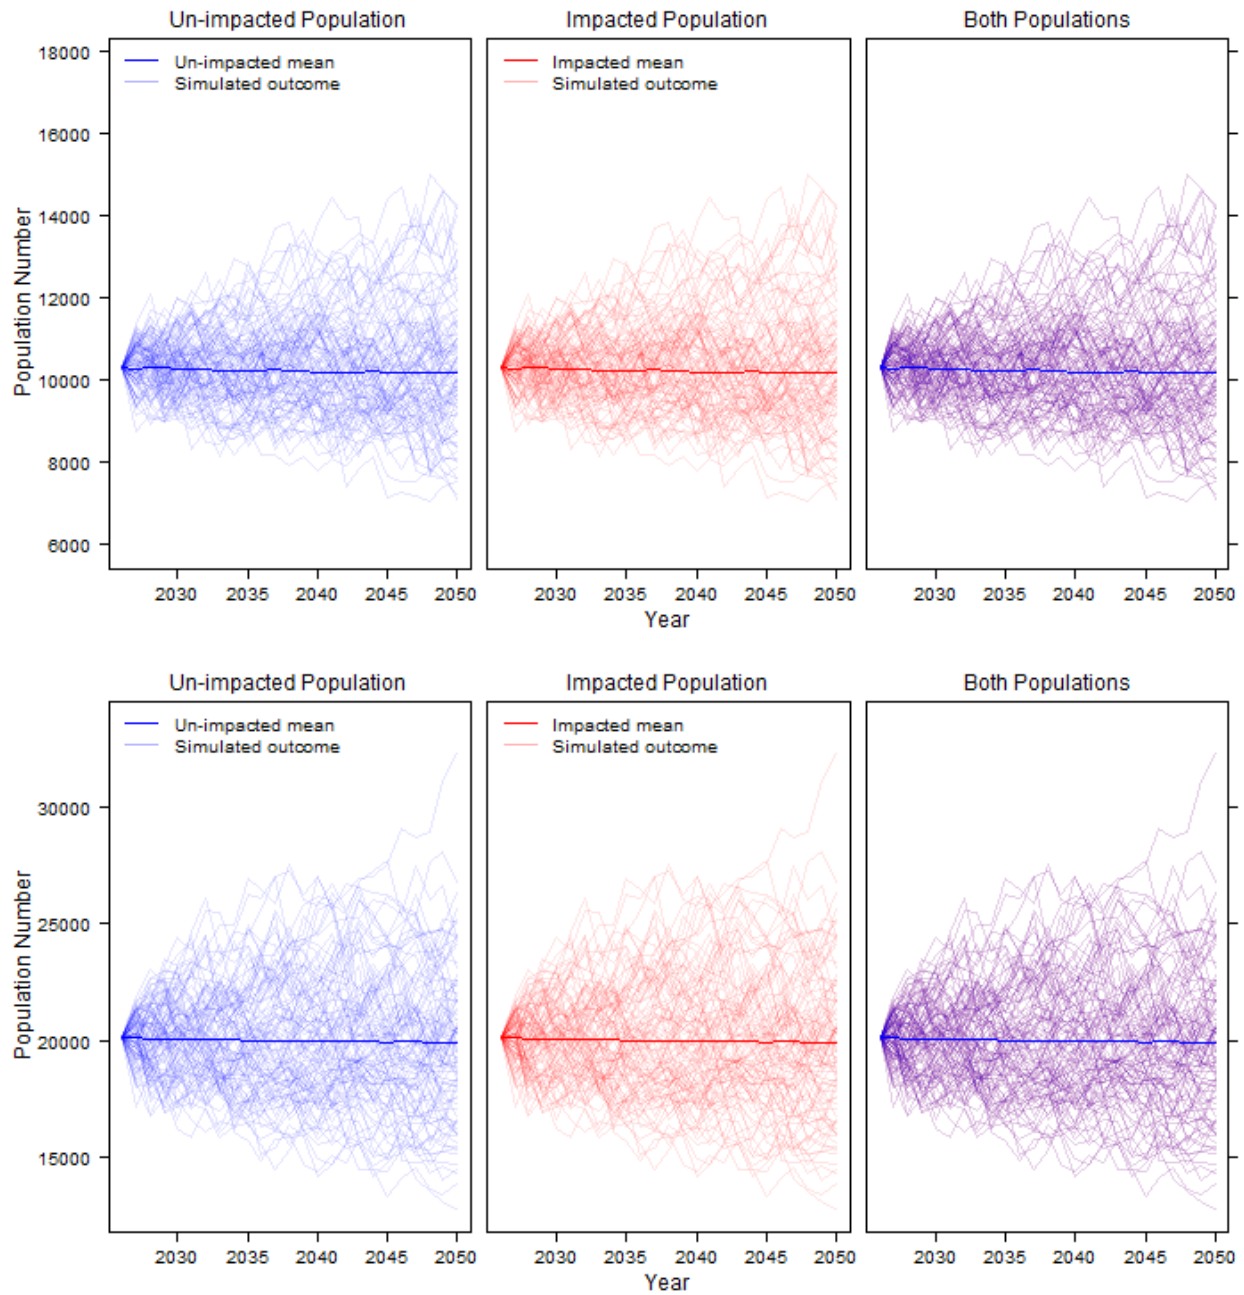 Un-impacted Population
Impacted Population
Both Populations
Un-impacted mean
Simulated outcome
Impacted mean
Simulated outcome
Population Number
18000
16000
14000
12000
10000
8000
6000
2030 2035 2040 2045 2050
2030 2035 2040 2045 2050
2030 2035 2040 2045 2050
Year
Un-impacted Population
Impacted Population
Both Populations
Un-impacted mean
Simulated outcome
Impacted mean
Simulated outcome
Population Number
30000
25000
20000
15000
2030 2035 2040 2045 2050
2030 2035 2040 2045 2050
2030 2035 2040 2045 2050
Year